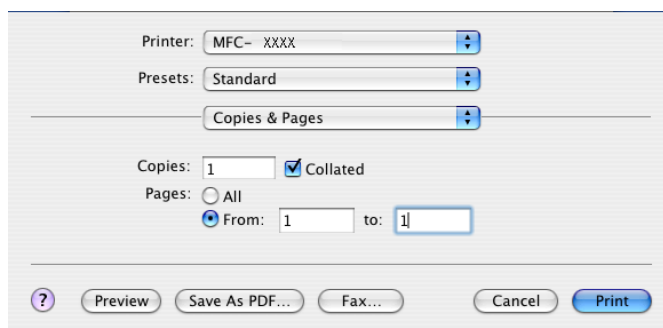 Printer: MFC- XXXX
Presets: Standard
Copies & Pages
Copies: 1 Collated
Pages: All
From: 1 to: 1
? Preview Save As PDF... Fax... Cancel Print